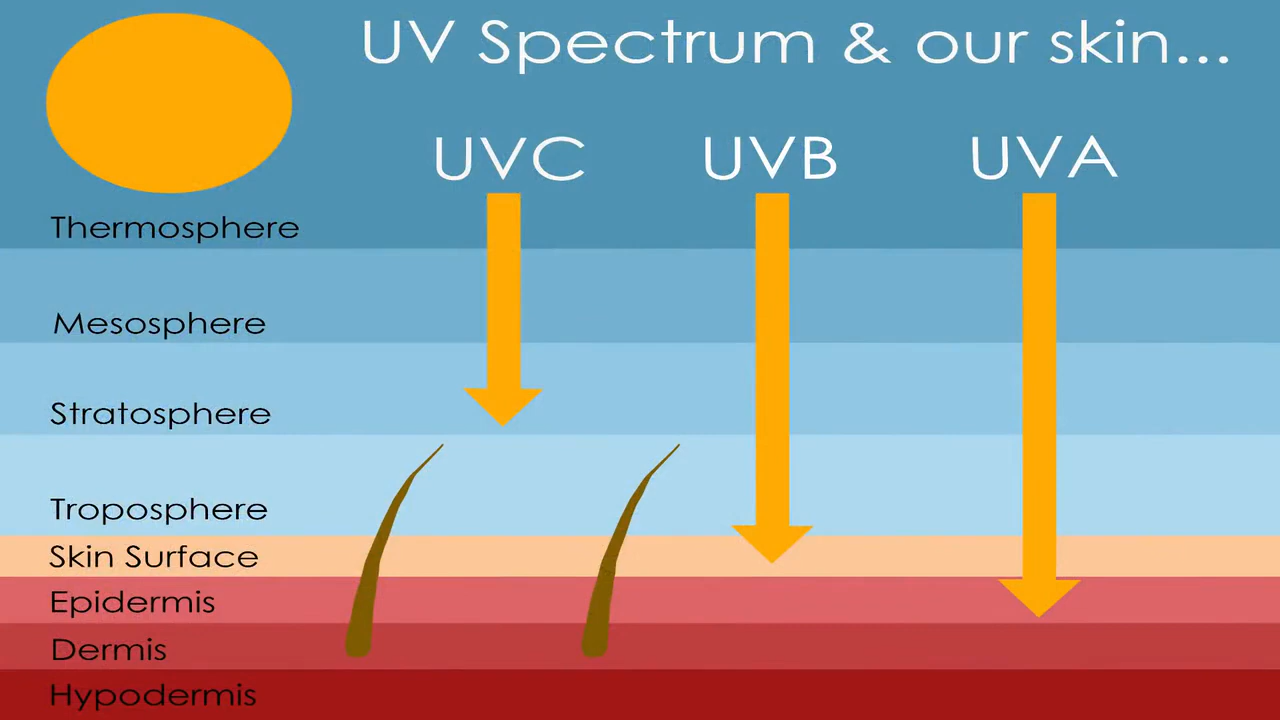 UV Spectrum & our skin...
UVC UVB UVA
Thermosphere
Mesosphere
Stratosphere
Troposphere
Skin Surface
Epidermis
Dermis
Hypodermis